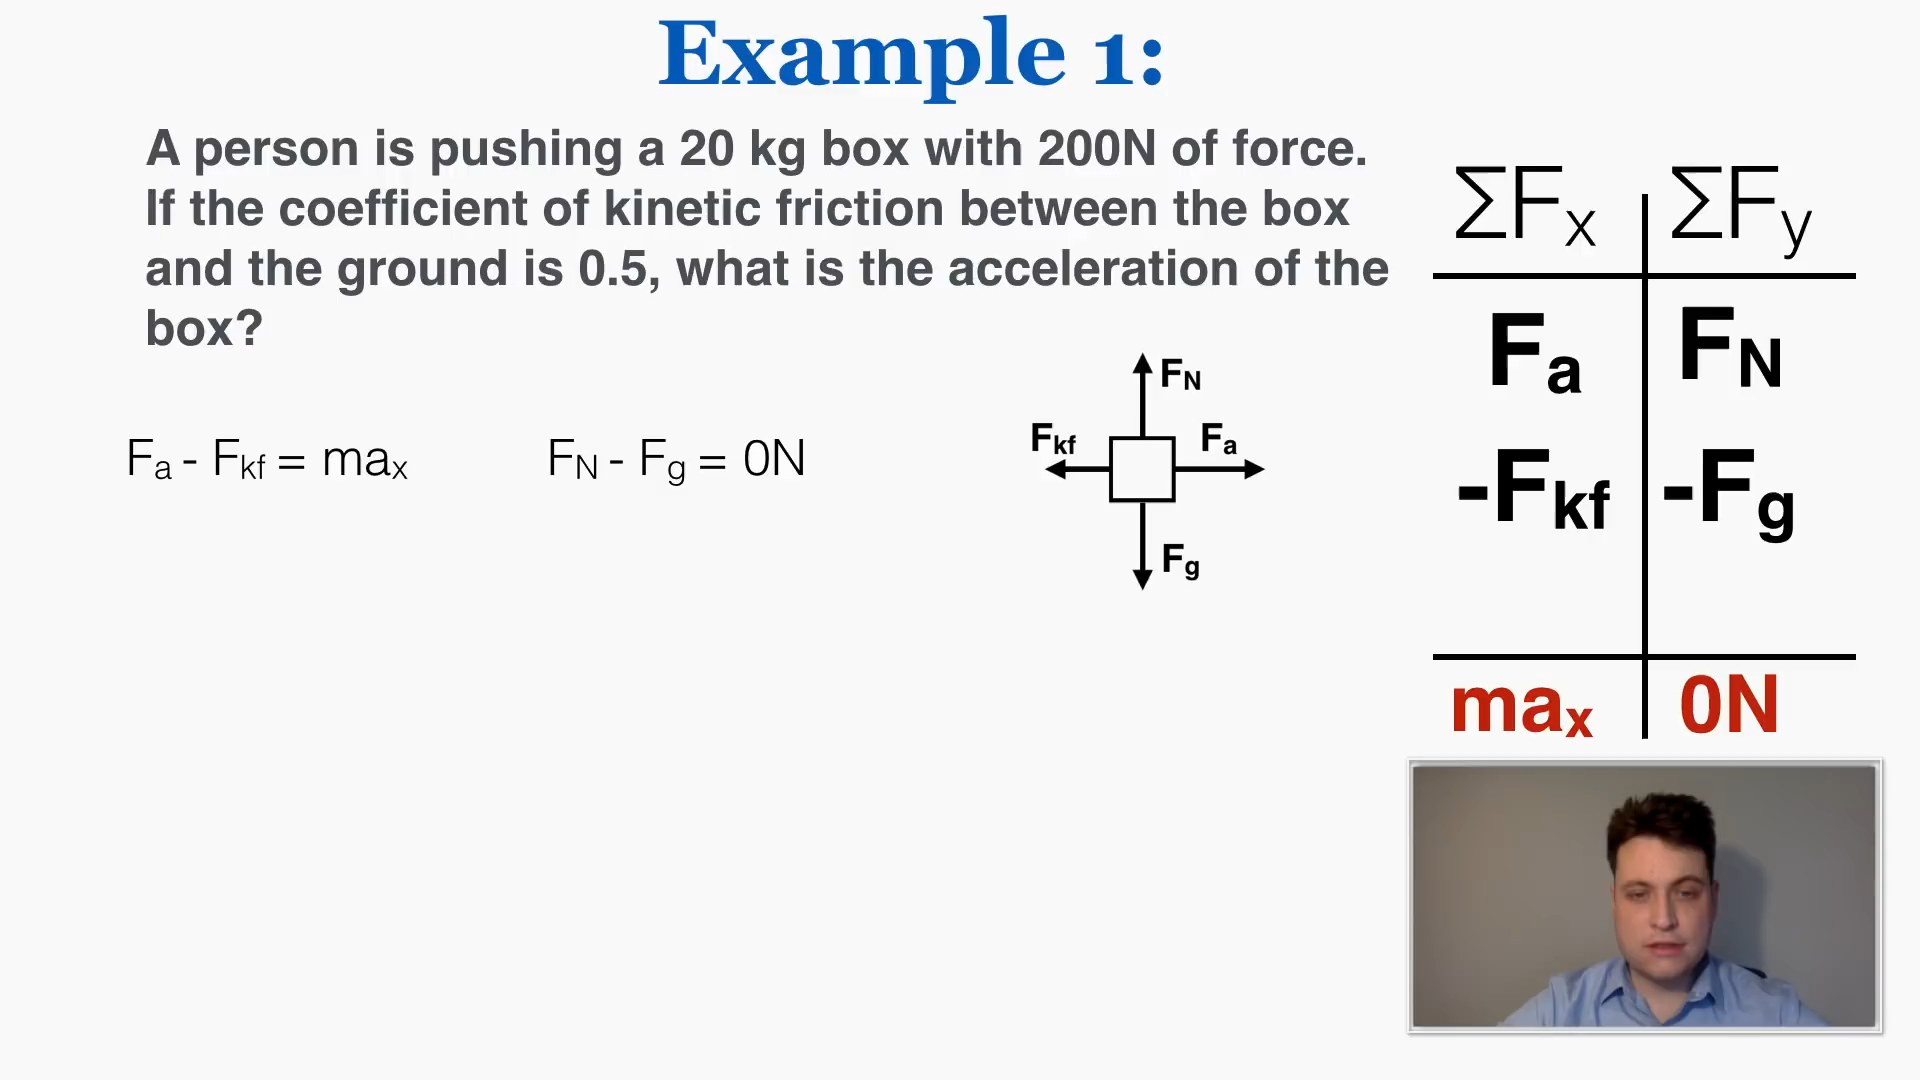 Example 1:
A person is pushing a 20 kg box with 200N of force.
If the coefficient of kinetic friction between the box
and the ground is 0.5, what is the acceleration of the
box?
Fa - Fkf = max
FN - Fg = 0N
FN
Fkf
Fa
Fg
ΣFx
ΣFy
Fa
FN
-Fkf
-Fg
max
0N